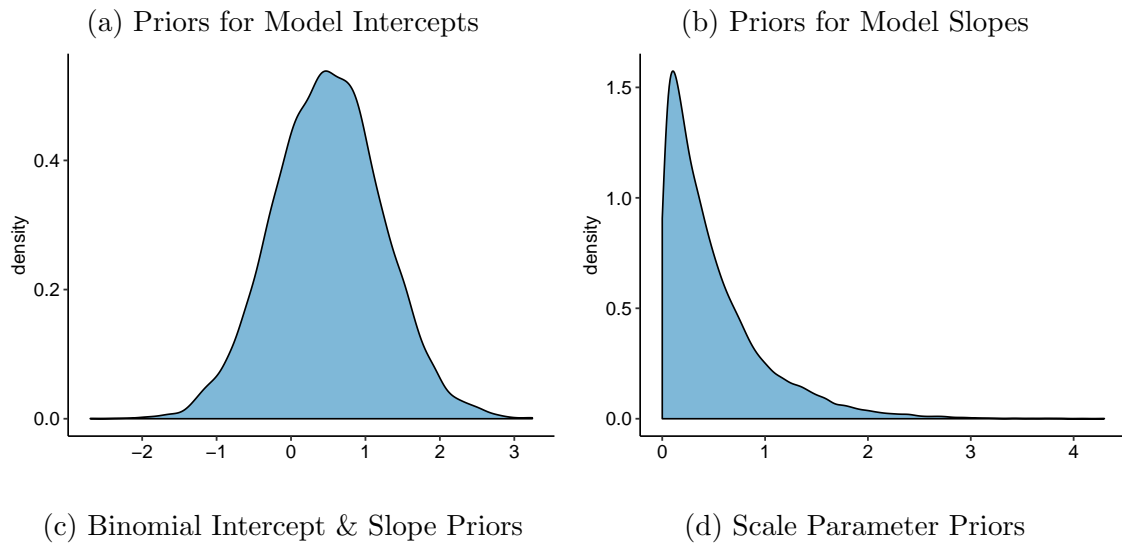 (a) Priors for Model Intercepts
(b) Priors for Model Slopes
density
0.4
0.2
0.0
−2 −1 0 1 2 3
density
1.5
1.0
0.5
0.0
0 1 2 3 4
(c) Binomial Intercept & Slope Priors
(d) Scale Parameter Priors